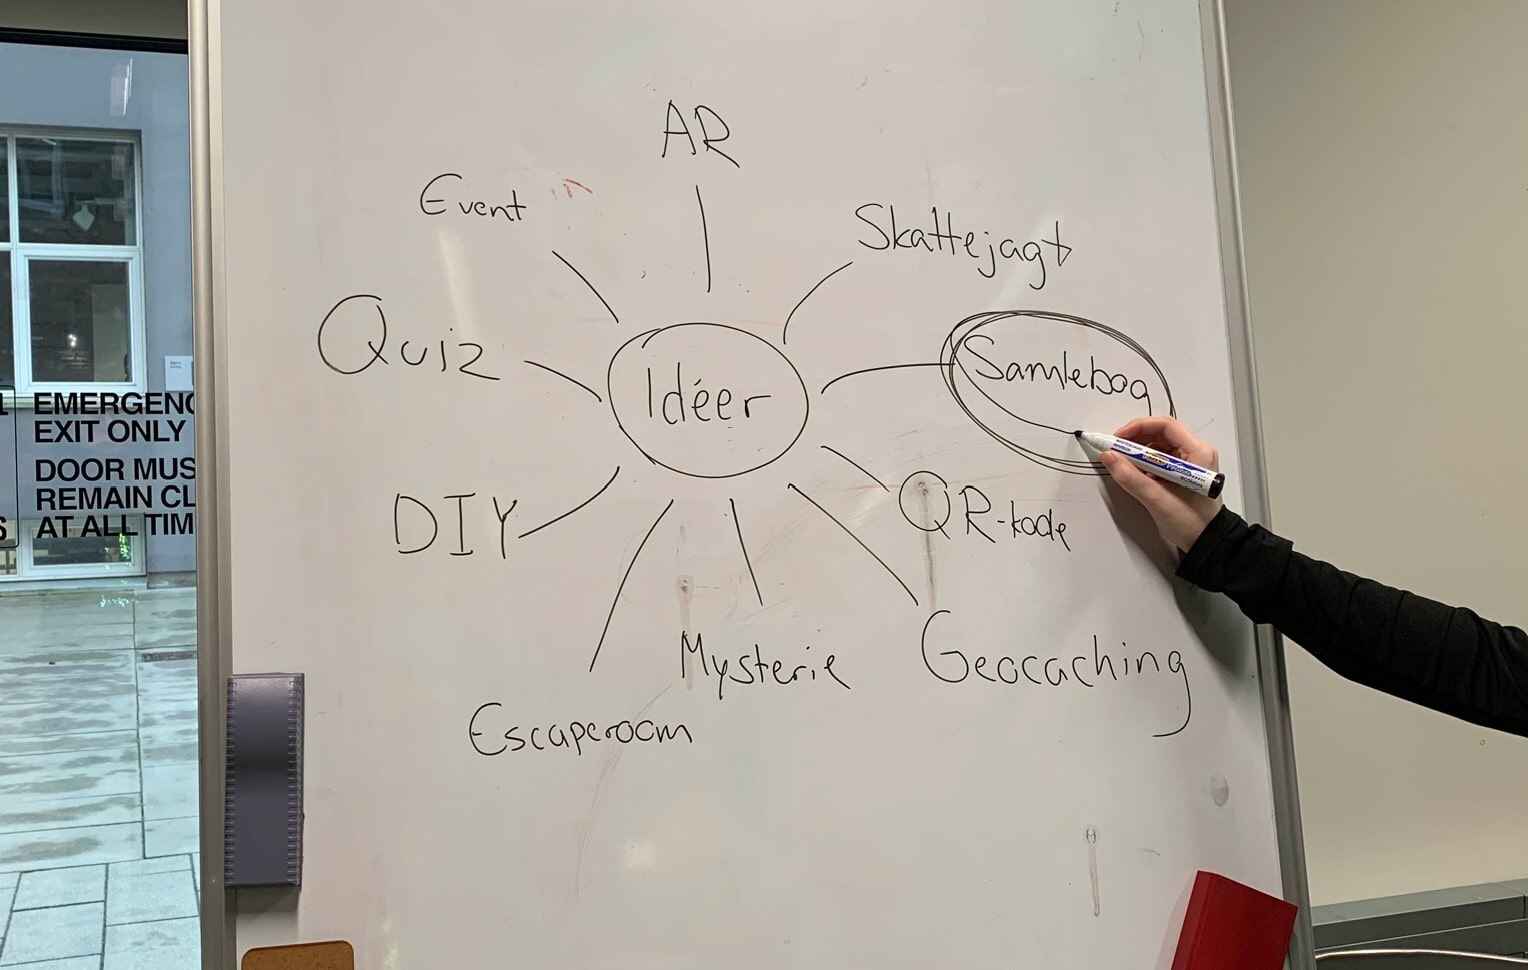 AR
Event
Skattejagt
Quiz
Idéer
Samlebog
DIY
QR-kode
Mysterie
Geocaching
Escaperoom
EMERGENC
EXIT ONLY
DOOR MUS
REMAIN CL
AT ALL TIM